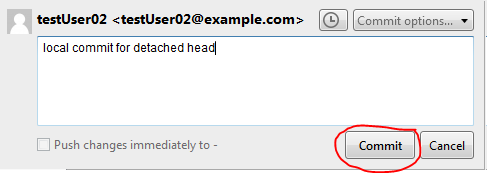 testUser02 <testUser02@example.com> Commit options...
local commit for detached head
Push changes immediately to - Commit Cancel